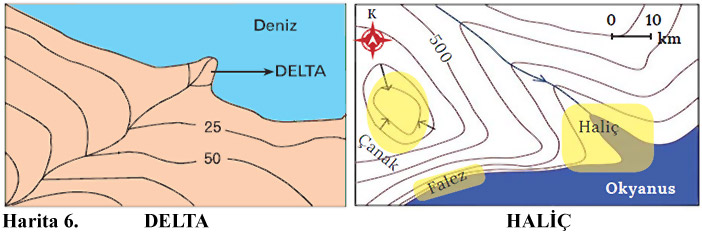 Deniz
DELTA
25
50
K
500
0 10
km
Çanak
Haliç
Falez
Okyanus
Harita 6. DELTA
HALİÇ